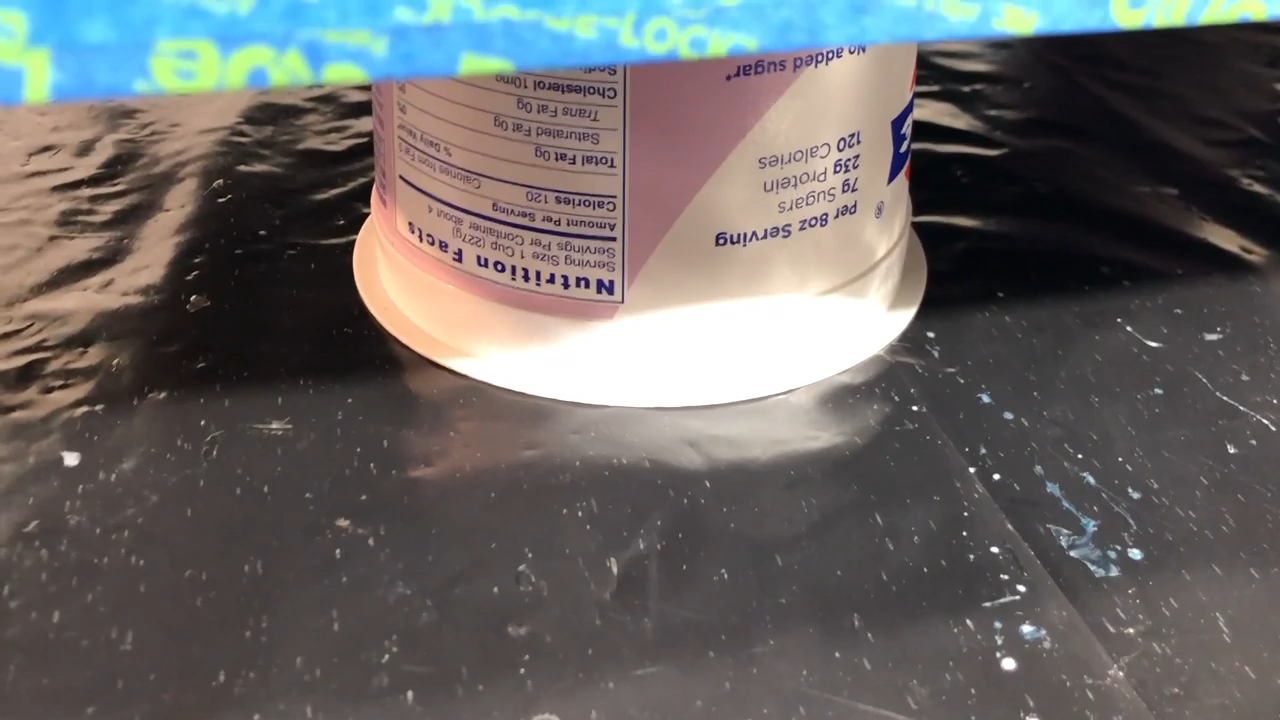 Nutrition Facts
Serving Size 1 Cup (227g)
Servings Per Container about 4
Amount Per Serving
Calories 120
Calories from Fat 5
% Daily Value
Total Fat 0g
Saturated Fat 0g
Trans Fat 0g
Cholesterol 10mg
per 8oz Serving
7g Sugars
23g Protein
120 Calories
No added sugar*
®